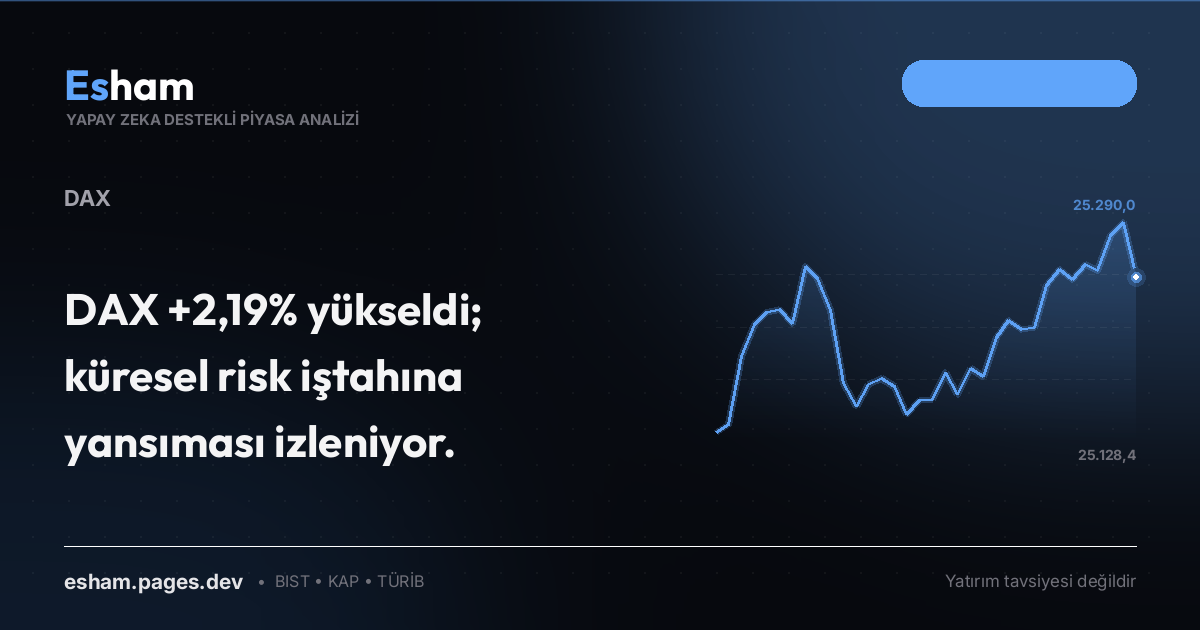 Esham
YAPAY ZEKA DESTEKLİ PİYASA ANALİZİ
DAX
25.290,0
DAX +2,19% yükseldi;
küresel risk iştahına
yansıması izleniyor.
25.128,4
esham.pages.dev • BIST • KAP • TÜRİB
Yatırım tavsiyesi değildir